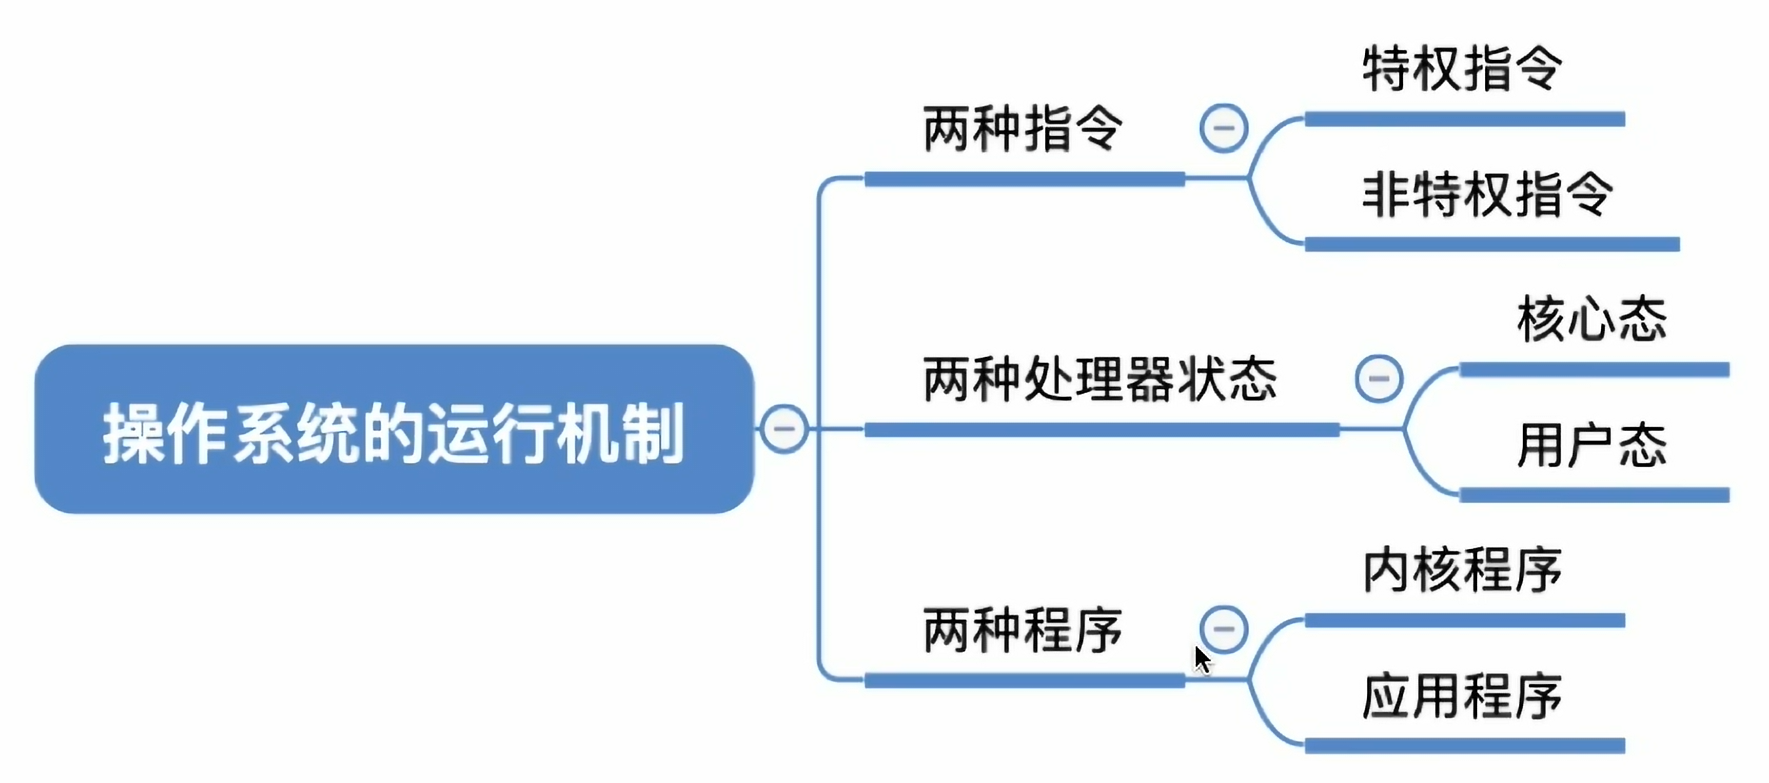 操作系统的运行机制
两种指令
特权指令
非特权指令
两种处理器状态
核心态
用户态
两种程序
内核程序
应用程序